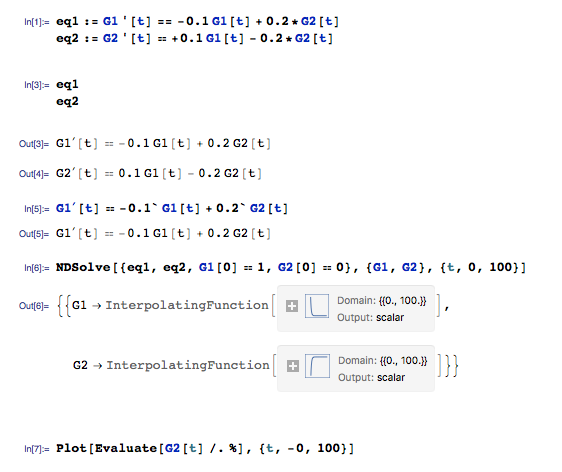 In[1]:= eq1 := G1 '[t] == -0.1 G1[t] + 0.2*G2[t]
eq2 := G2 '[t] == +0.1 G1[t] - 0.2*G2[t]
In[3]:= eq1
eq2
Out[3]= G1′[t] == -0.1 G1[t] + 0.2 G2[t]
Out[4]= G2′[t] == 0.1 G1[t] - 0.2 G2[t]
In[5]:= G1′[t] == -0.1` G1[t] + 0.2` G2[t]
Out[5]= G1′[t] == -0.1 G1[t] + 0.2 G2[t]
In[6]:= NDSolve[{eq1, eq2, G1[0] == 1, G2[0] == 0}, {G1, G2}, {t, 0, 100}]
Out[6]= {{G1 → InterpolatingFunction[ Domain: {{0., 100.}}
Output: scalar ],
G2 → InterpolatingFunction[ Domain: {{0., 100.}}
Output: scalar ]}}
In[7]:= Plot[Evaluate[G2[t] /. %], {t, -0, 100}]